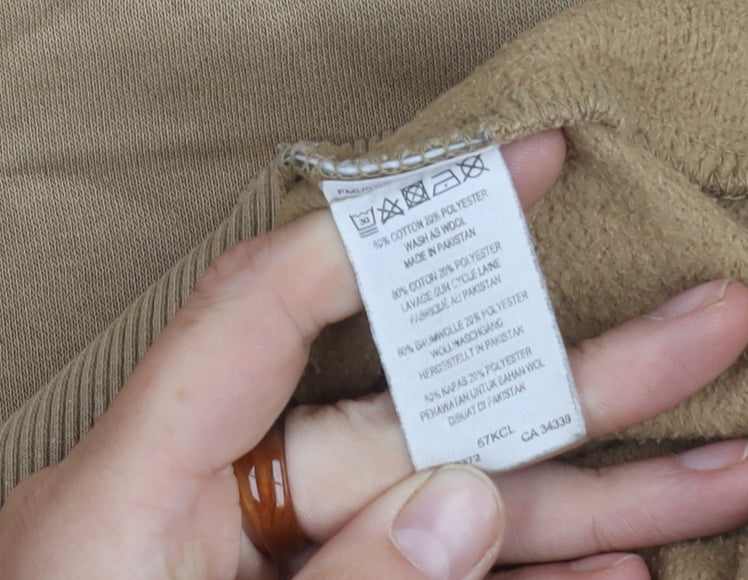 30
80% COTTON 20% POLYESTER
WASH AS WOOL
MADE IN PAKISTAN
80% COTON 20% POLYESTER
LAVAGE SUR CYCLE LAINE
FABRIQUÉ AU PAKISTAN
80% BAUMWOLLE 20% POLYESTER
WOLLWASCHGANG
HERGESTELLT IN PAKISTAN
80% KAPAS 20% POLYESTER
PERAWATAN UNTUK BAHAN WOL
DIBUAT DI PAKISTAN
57KCL CA 34339